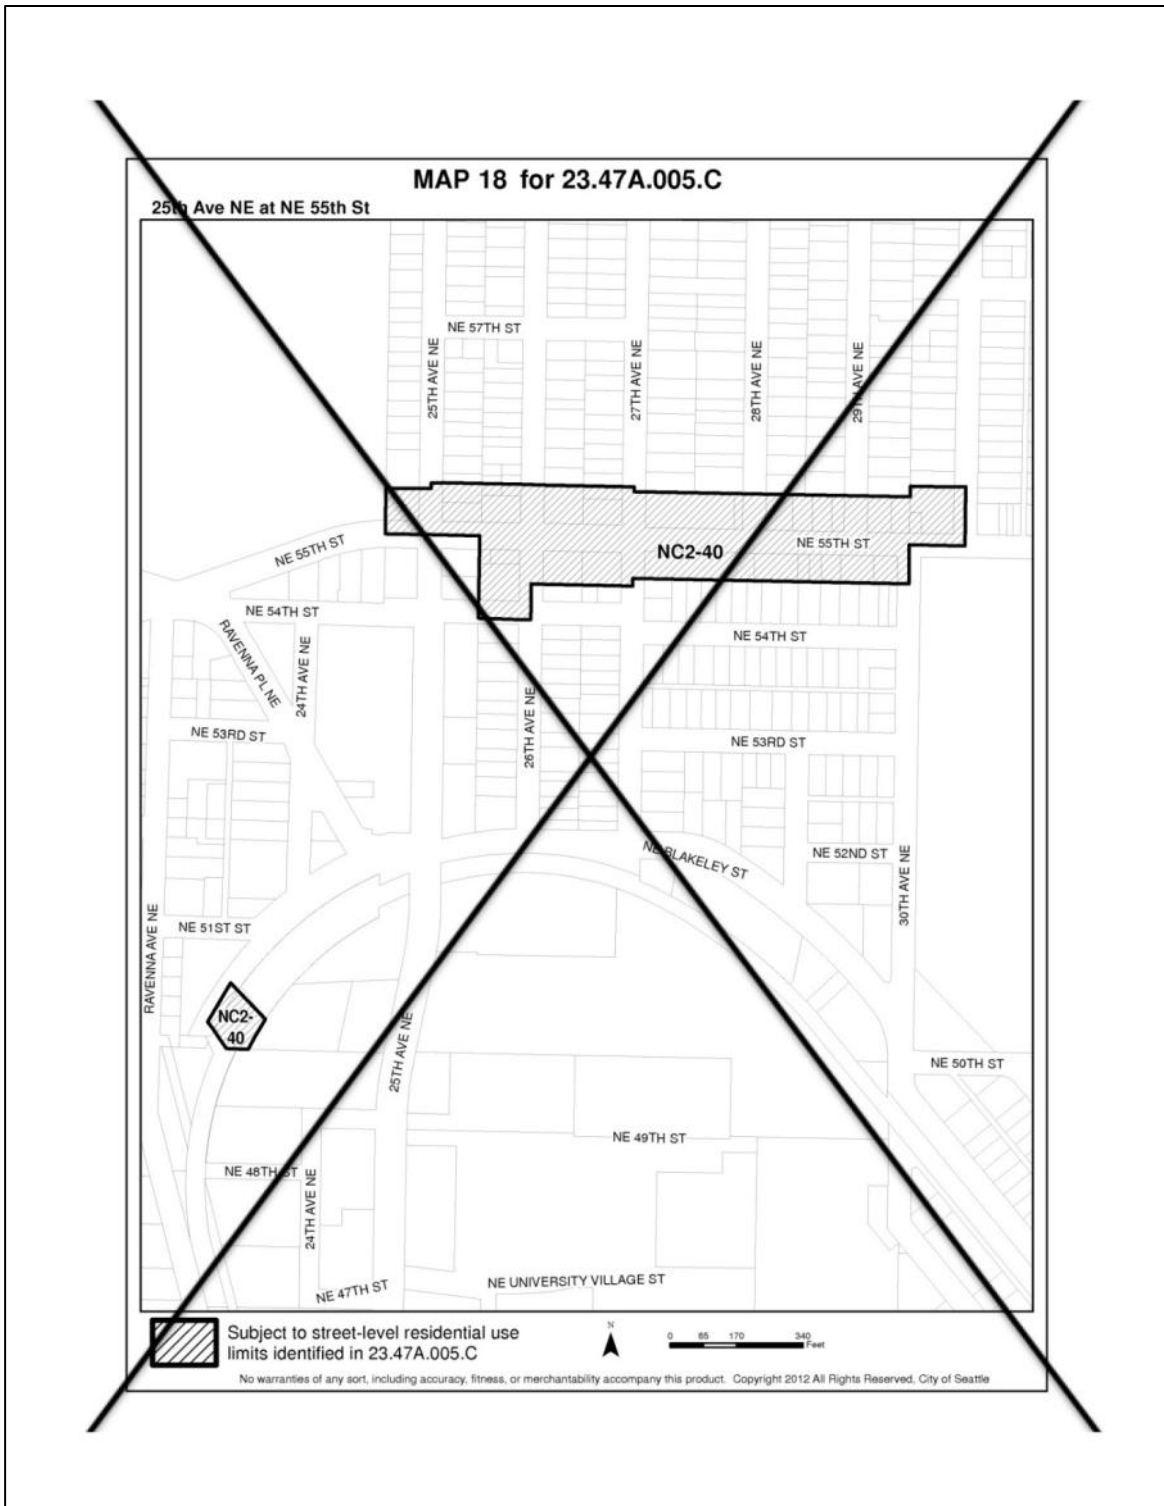 MAP 18 for 23.47A.005.C
25th Ave NE at NE 55th St
NE 57TH ST
25TH AVE NE
27TH AVE NE
28TH AVE NE
29TH AVE NE
NE 55TH ST
NC2-40
NE 55TH ST
NE 54TH ST
RAVENNA PL NE
24TH AVE NE
NE 54TH ST
NE 53RD ST
26TH AVE NE
NE 53RD ST
NE BLAKELEY ST
NE 52ND ST
30TH AVE NE
RAVENNA AVE NE
NE 51ST ST
NC2-
40
25TH AVE NE
NE 50TH ST
NE 49TH ST
NE 48TH ST
24TH AVE NE
NE 47TH ST
NE UNIVERSITY VILLAGE ST
Subject to street-level residential use
limits identified in 23.47A.005.C
N
0 85 170 340
Feet
No warranties of any sort, including accuracy, fitness, or merchantability accompany this product. Copyright 2012 All Rights Reserved, City of Seattle